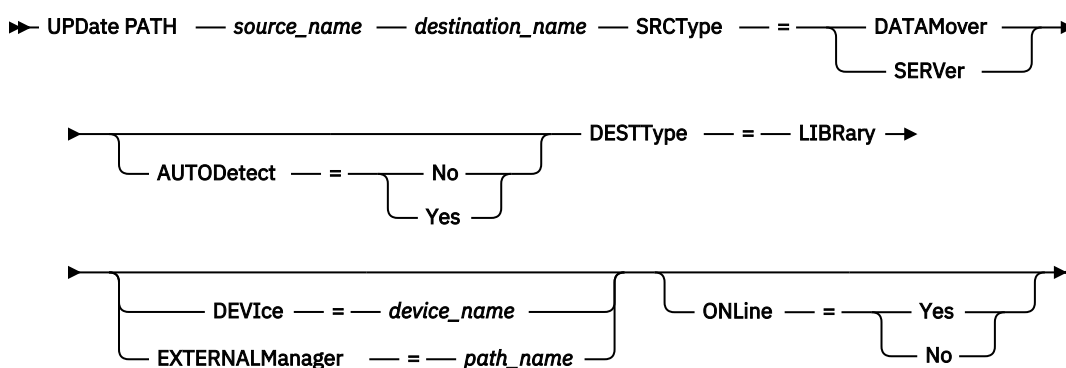 UPDate PATH source_name destination_name SRCType = DATAMover
SERVer
AUTODetect = No
Yes
DESTType = LIBRary
DEVIce = device_name
EXTERNALManager = path_name
ONLine = Yes
No